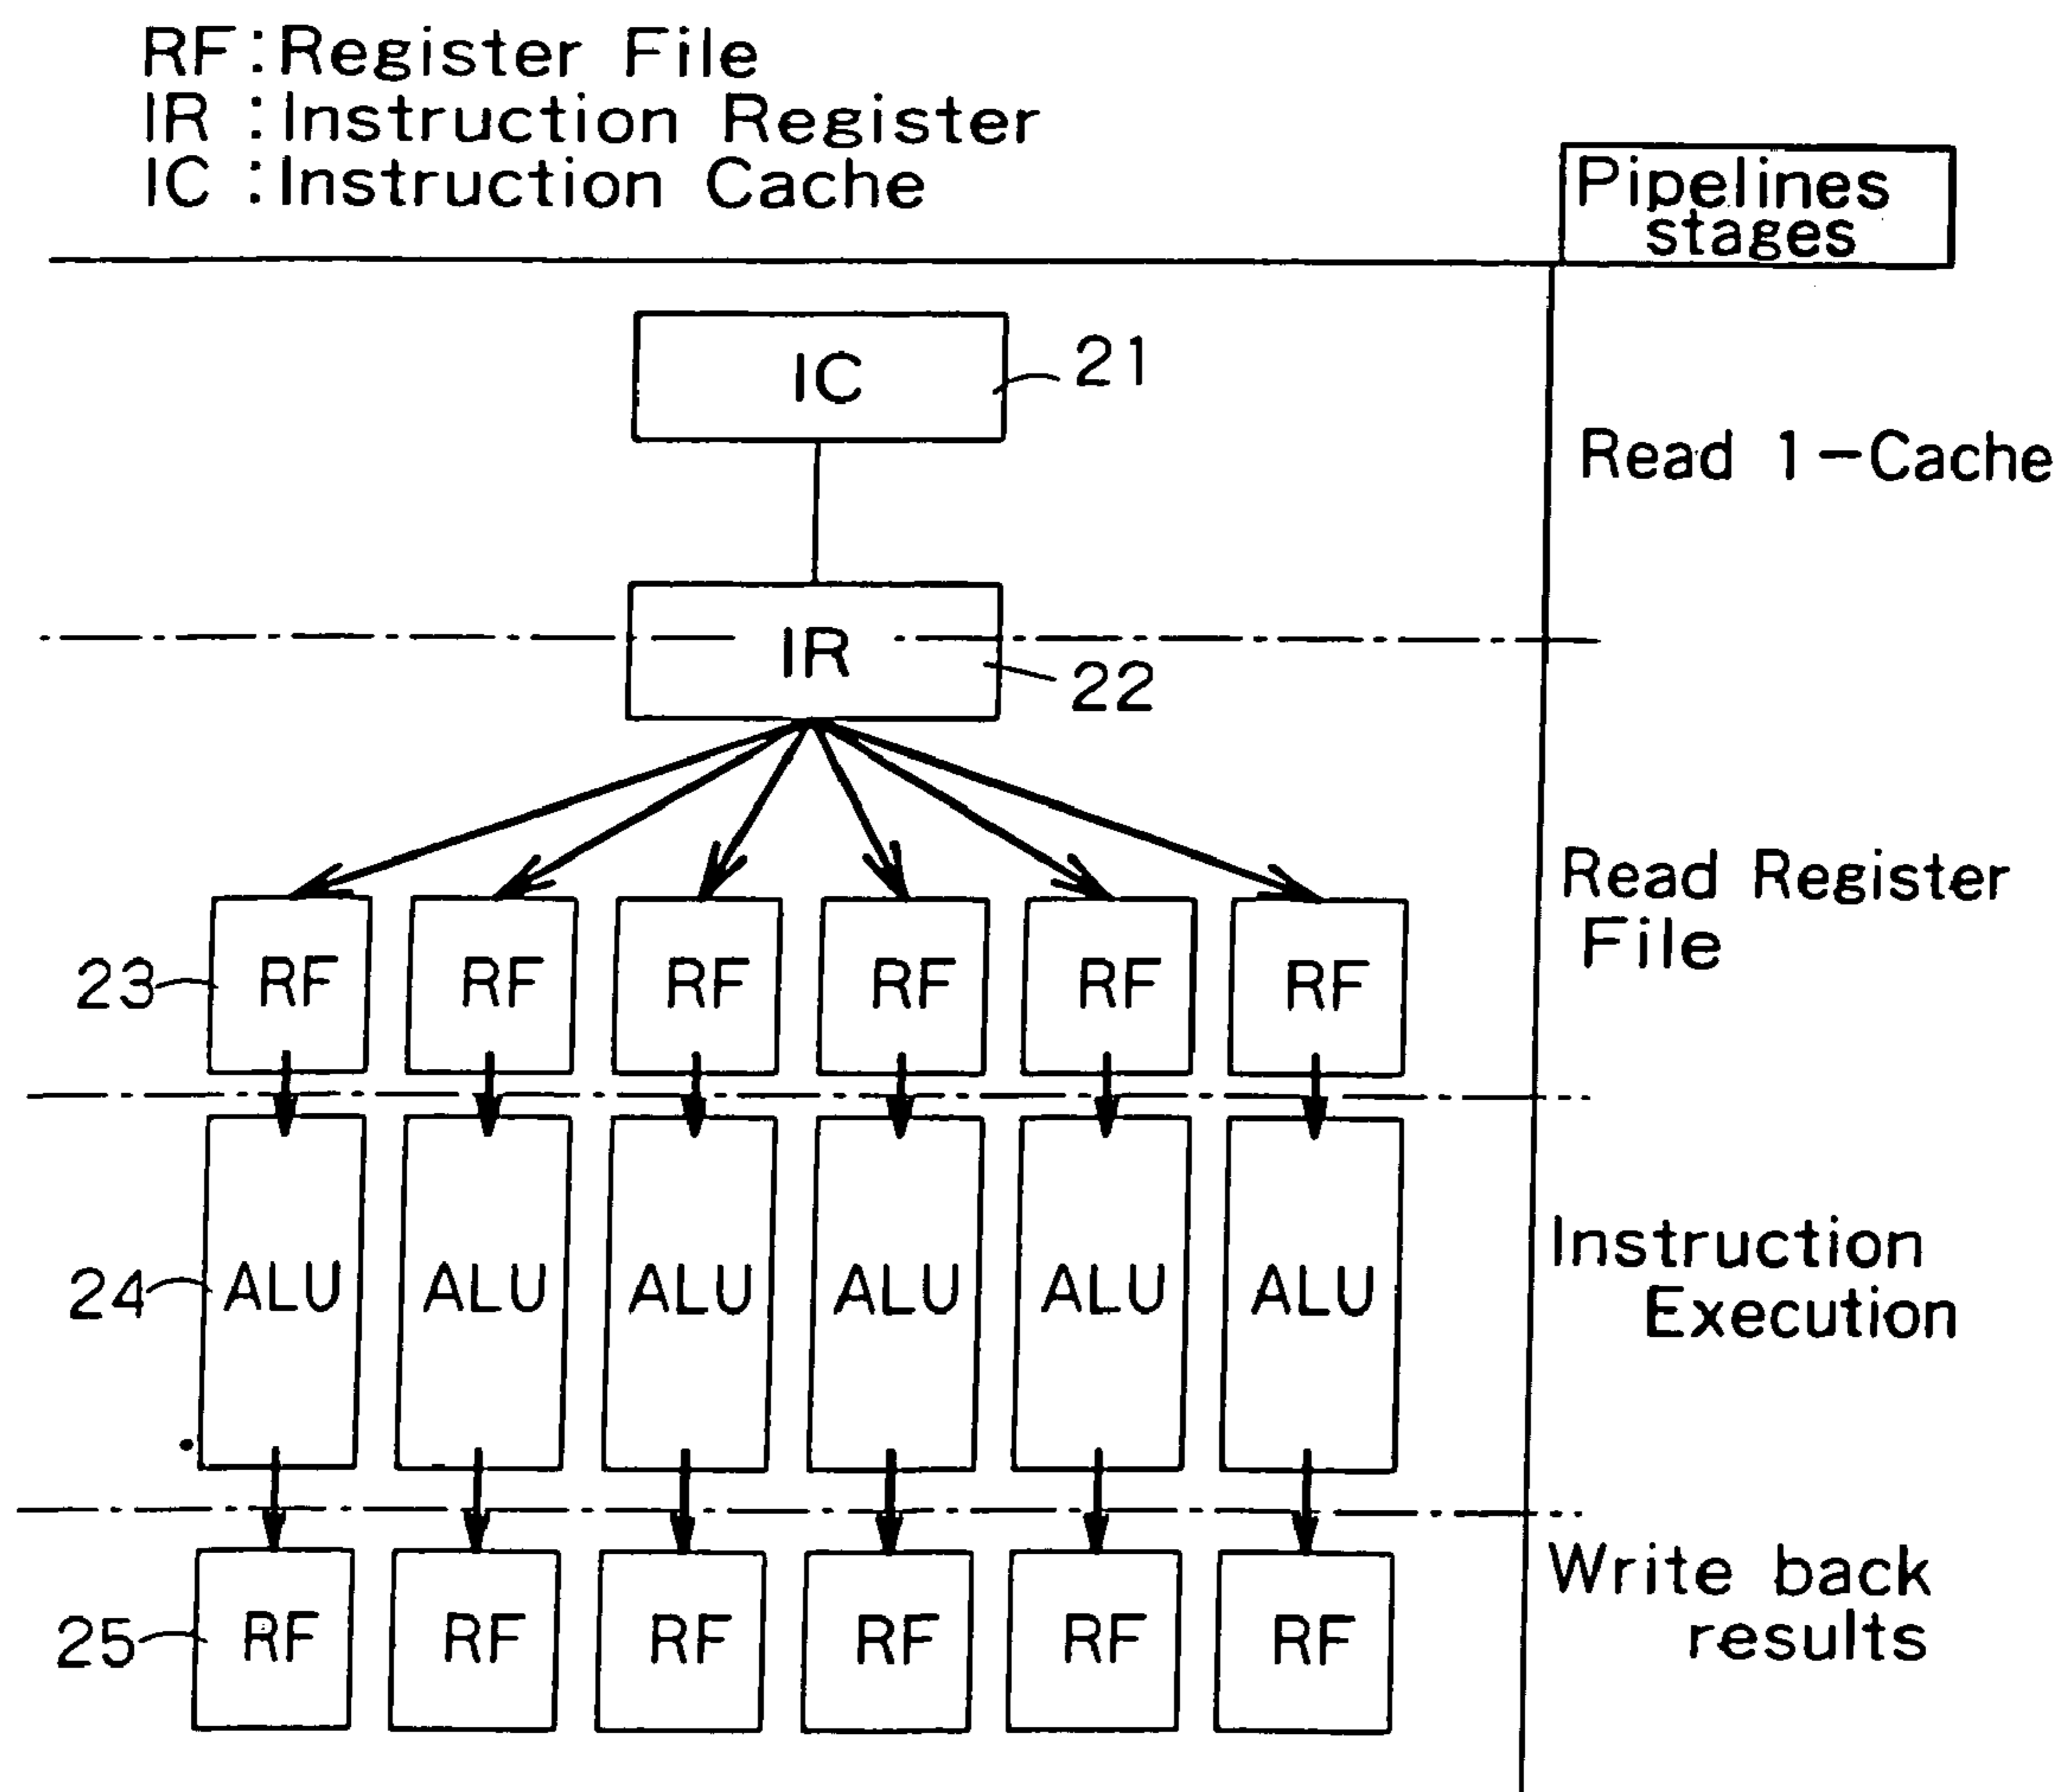 RF : Register File
IR : Instruction Register
IC : Instruction Cache
Pipelines
stages
IC
21
Read 1-Cache
IR
22
Read Register
File
23 RF RF RF RF RF RF
Instruction
Execution
24 ALU ALU ALU ALU ALU ALU
Write back
results
25 RF RF RF RF RF RF